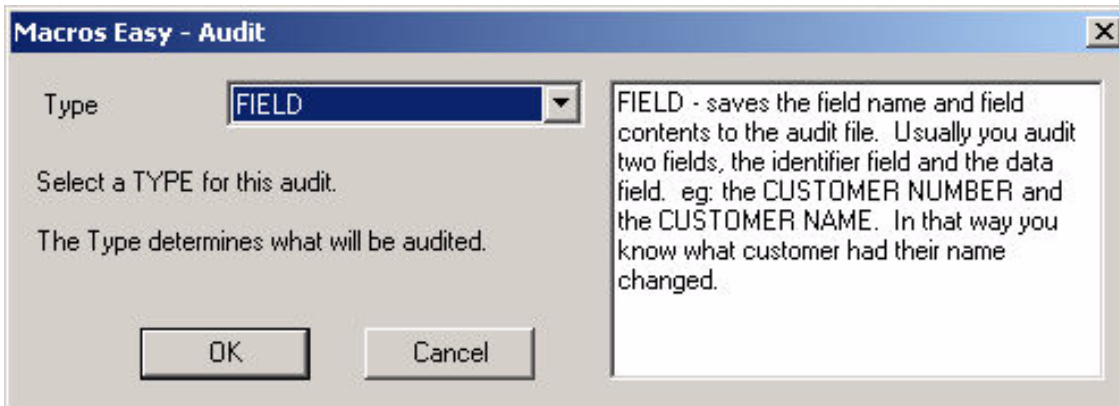 Macros Easy - Audit
Type
FIELD
Select a TYPE for this audit.
The Type determines what will be audited.
OK
Cancel
FIELD - saves the field name and field
contents to the audit file.  Usually you audit
two fields, the identifier field and the data
field.  eg: the CUSTOMER NUMBER and
the CUSTOMER NAME.  In that way you
know what customer had their name
changed.